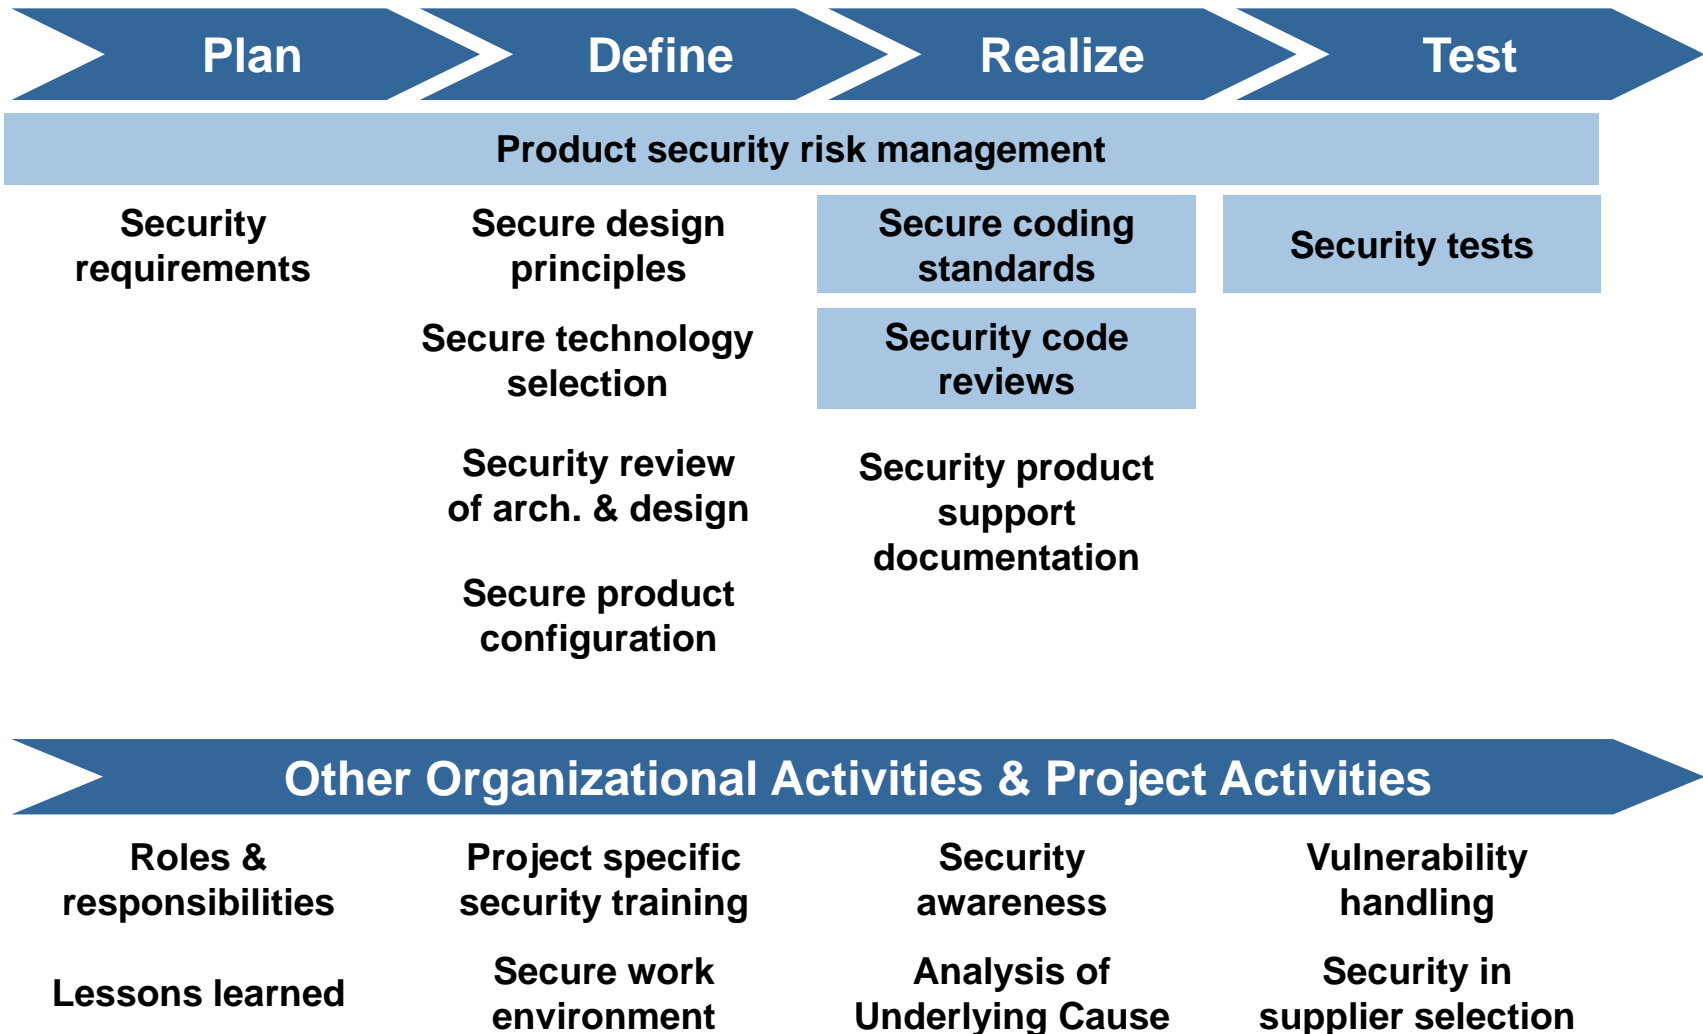 Plan
Define
Realize
Test
Product security risk management
Security
requirements
Secure design
principles
Secure coding
standards
Security tests
Secure technology
selection
Security code
reviews
Security review
of arch. & design
Security product
support
documentation
Secure product
configuration
Other Organizational Activities & Project Activities
Roles &
responsibilities
Project specific
security training
Security
awareness
Vulnerability
handling
Lessons learned
Secure work
environment
Analysis of
Underlying Cause
Security in
supplier selection